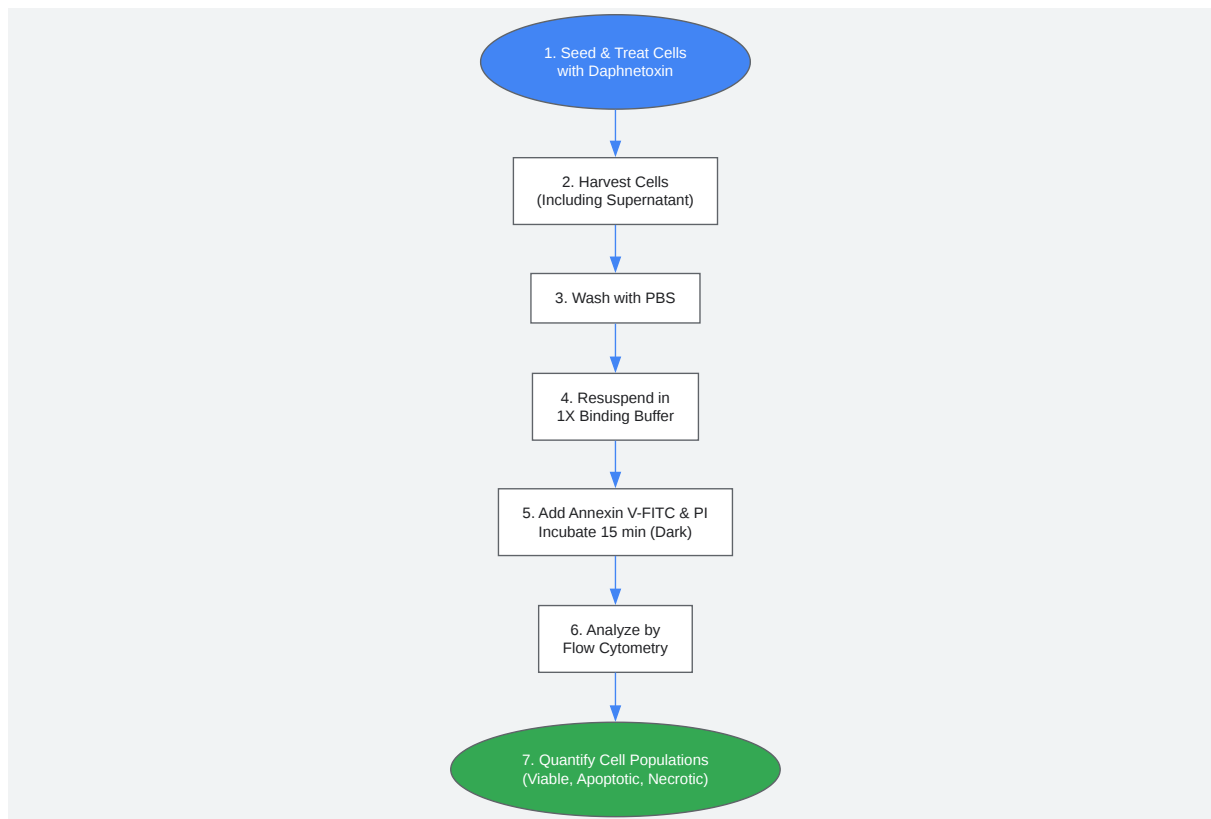 1. Seed & Treat Cells
with Daphnetoxin
2. Harvest Cells
(Including Supernatant)
3. Wash with PBS
4. Resuspend in
1X Binding Buffer
5. Add Annexin V-FITC & PI
Incubate 15 min (Dark)
6. Analyze by
Flow Cytometry
7. Quantify Cell Populations
(Viable, Apoptotic, Necrotic)